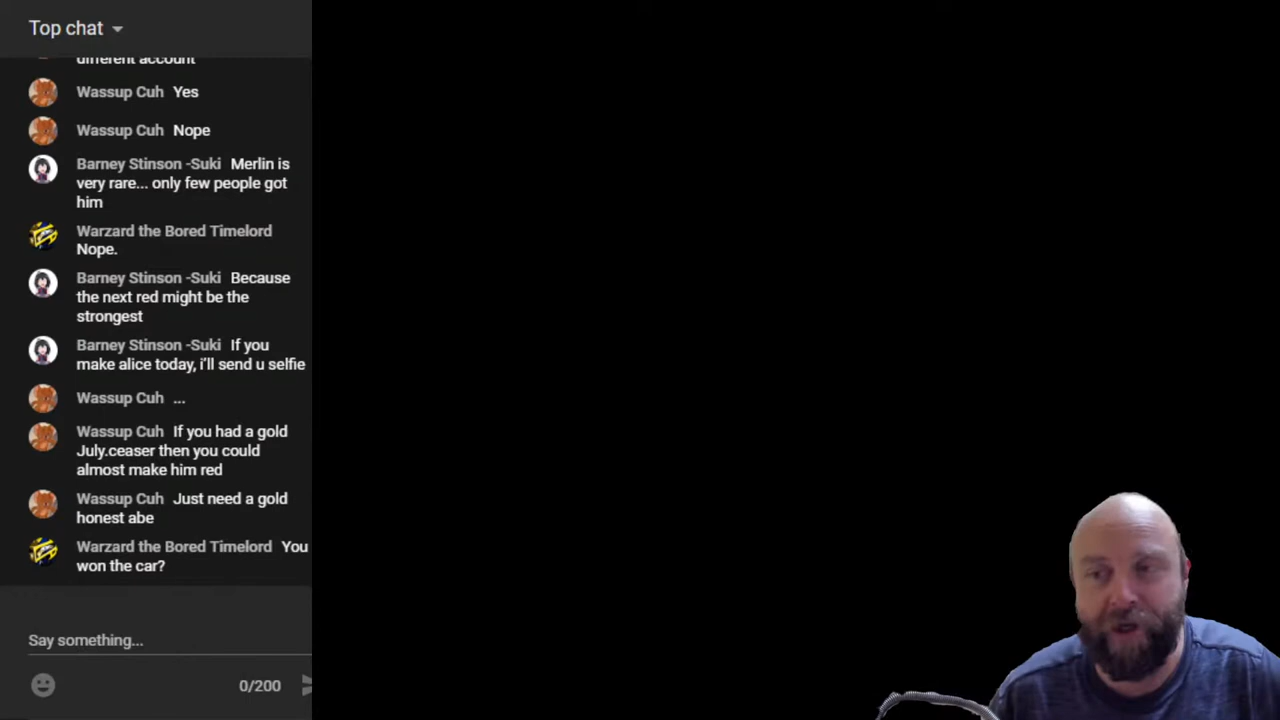 Top chat
different account
Wassup Cuh Yes
Wassup Cuh Nope
Barney Stinson -Suki Merlin is
very rare... only few people got
him
Warzard the Bored Timelord
Nope.
Barney Stinson -Suki Because
the next red might be the
strongest
Barney Stinson -Suki If you
make alice today, i'll send u selfie
Wassup Cuh ...
Wassup Cuh If you had a gold
July.ceaser then you could
almost make him red
Wassup Cuh Just need a gold
honest abe
Warzard the Bored Timelord You
won the car?
Say something...
0/200